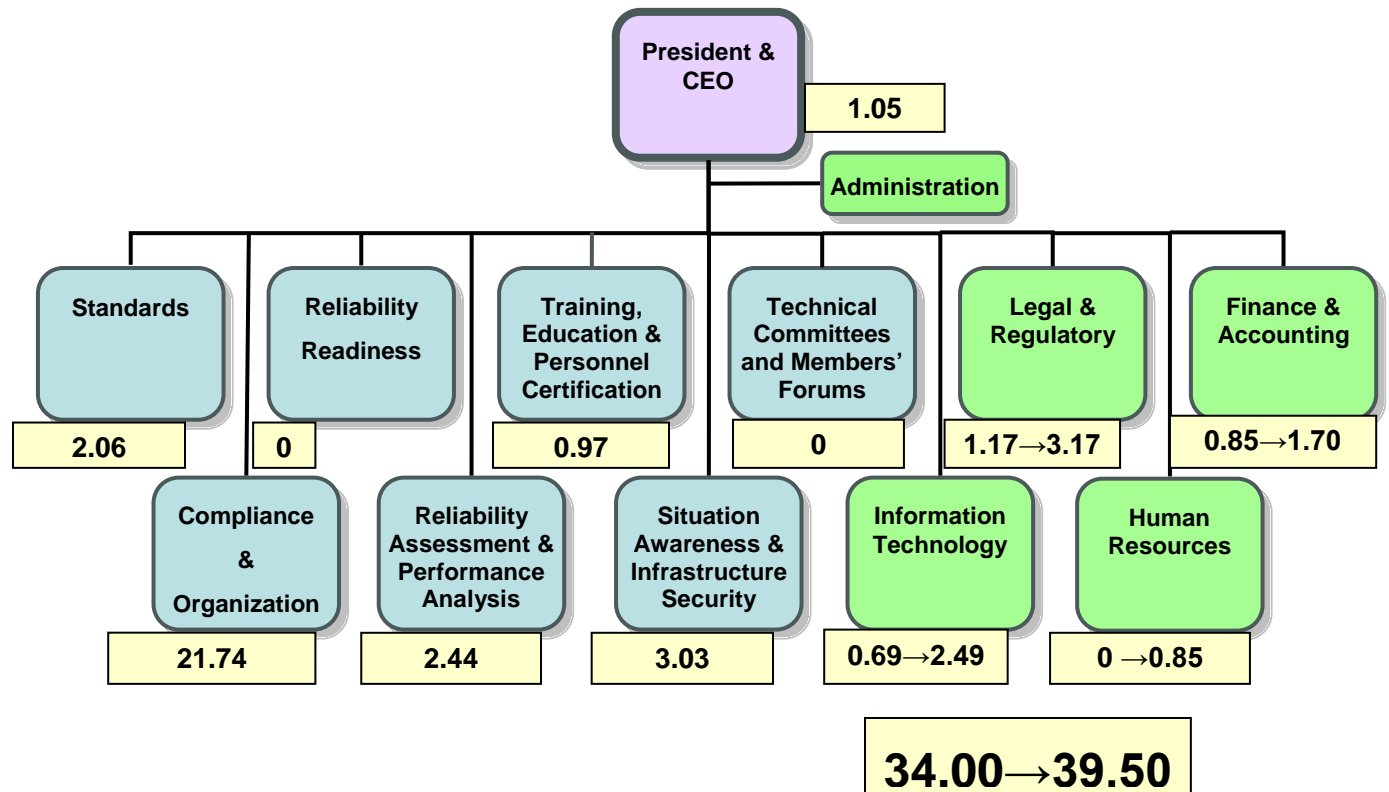 President &
CEO
1.05
Administration
Standards
2.06
Reliability
Readiness
0
Training,
Education &
Personnel
Certification
0.97
Technical
Committees
and Members’
Forums
0
Legal &
Regulatory
1.17→3.17
Finance &
Accounting
0.85→1.70
Compliance
&
Organization
21.74
Reliability
Assessment &
Performance
Analysis
2.44
Situation
Awareness &
Infrastructure
Security
3.03
Information
Technology
0.69→2.49
Human
Resources
0 →0.85
34.00→39.50